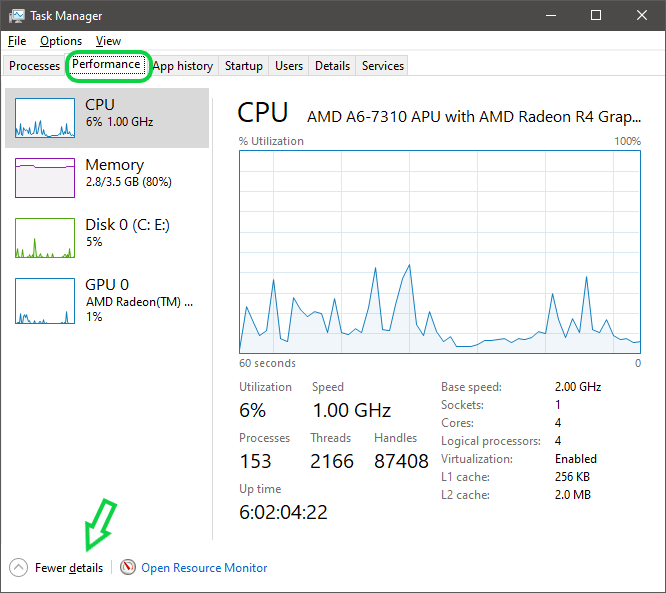 Task Manager
File Options View
Processes Performance App history Startup Users Details Services
CPU
6% 1.00 GHz
Memory
2.8/3.5 GB (80%)
Disk 0 (C: E:)
5%
GPU 0
AMD Radeon(TM) ...
1%
CPU AMD A6-7310 APU with AMD Radeon R4 Grap...
% Utilization 100%
60 seconds 0
Utilization Speed
6% 1.00 GHz
Processes Threads Handles
153 2166 87408
Up time
6:02:04:22
Base speed: 2.00 GHz
Sockets: 1
Cores: 4
Logical processors: 4
Virtualization: Enabled
L1 cache: 256 KB
L2 cache: 2.0 MB
Fewer details Open Resource Monitor